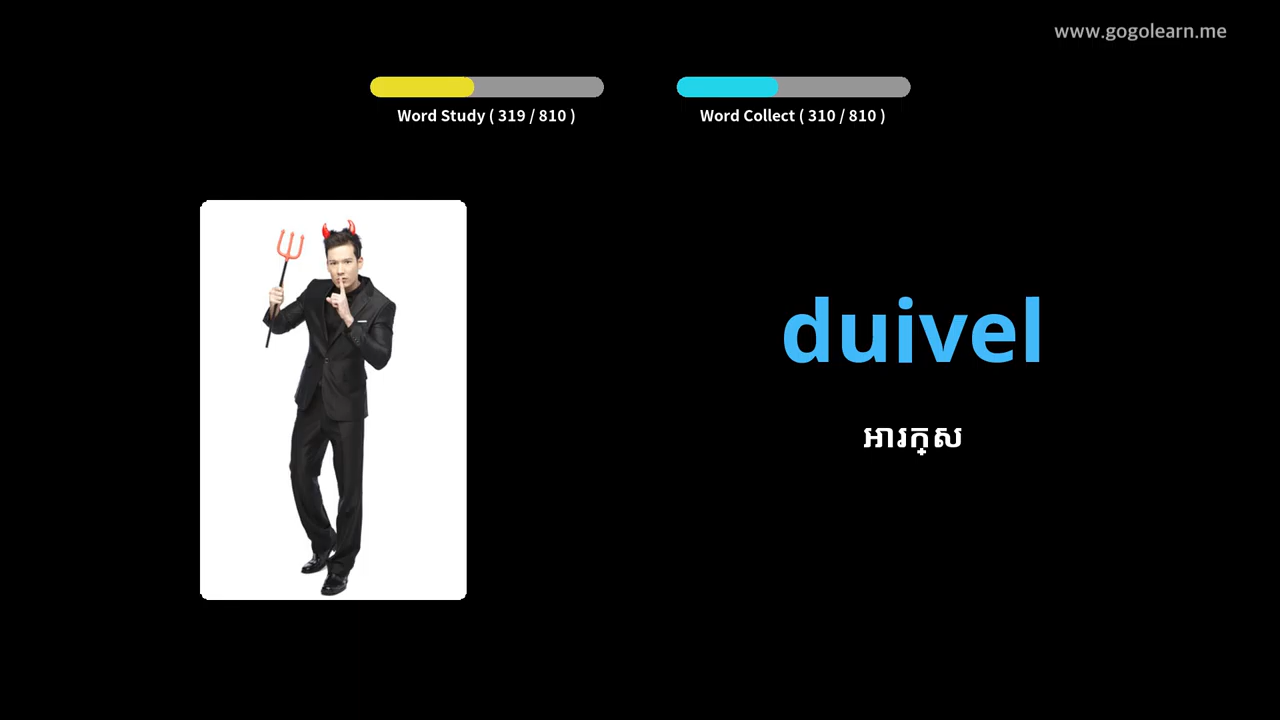 www.gogolearn.me
Word Study ( 319 / 810 )
Word Collect ( 310 / 810 )
duivel
អារក្ស